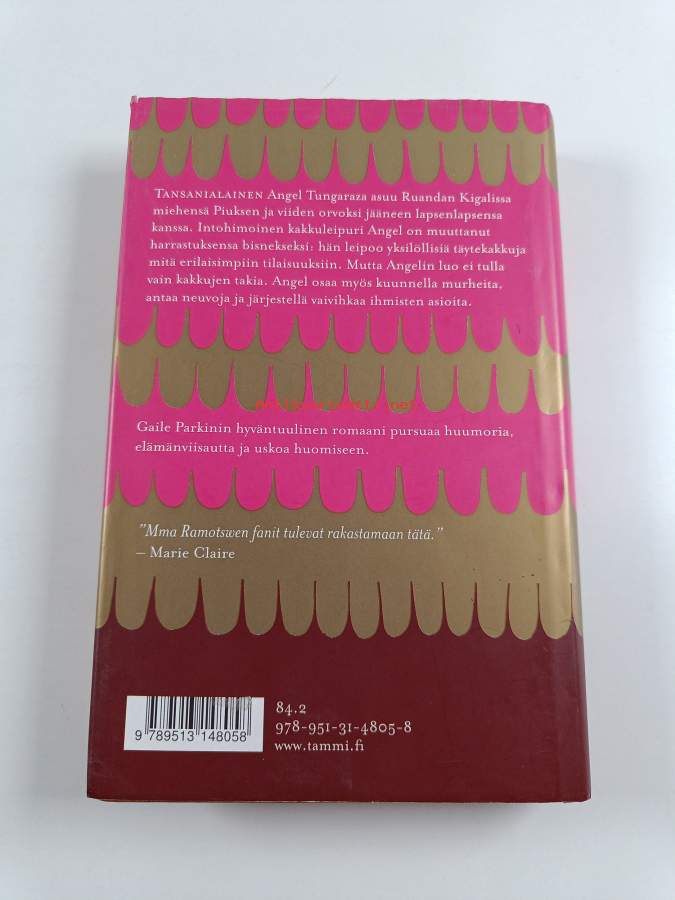 TANSANIALAINEN Angel Tungaraza asuu Ruandan Kigalissa
miehensä Piuksen ja viiden orvoksi jääneen lapsenlapsensa
kanssa. Intohimoinen kakkuleipuri Angel on muuttanut
harrastuksensa bisnekseksi: hän leipoo yksilöllisiä täytekakkuja
mitä erilaisimpiin tilaisuuksiin. Mutta Angelin luo ei tulla
vain kakkujen takia. Angel osaa myös kuunnella murheita,
antaa neuvoja ja järjestellä vaivihkaa ihmisten asioita.
Gaile Parkinin hyväntuulinen romaani pursuaa huumoria,
elämänviisautta ja uskoa huomiseen.
”Mma Ramotswen fanit tulevat rakastamaan tätä.”
– Marie Claire
84.2
978-951-31-4805-8
www.tammi.fi
9 789513 148058